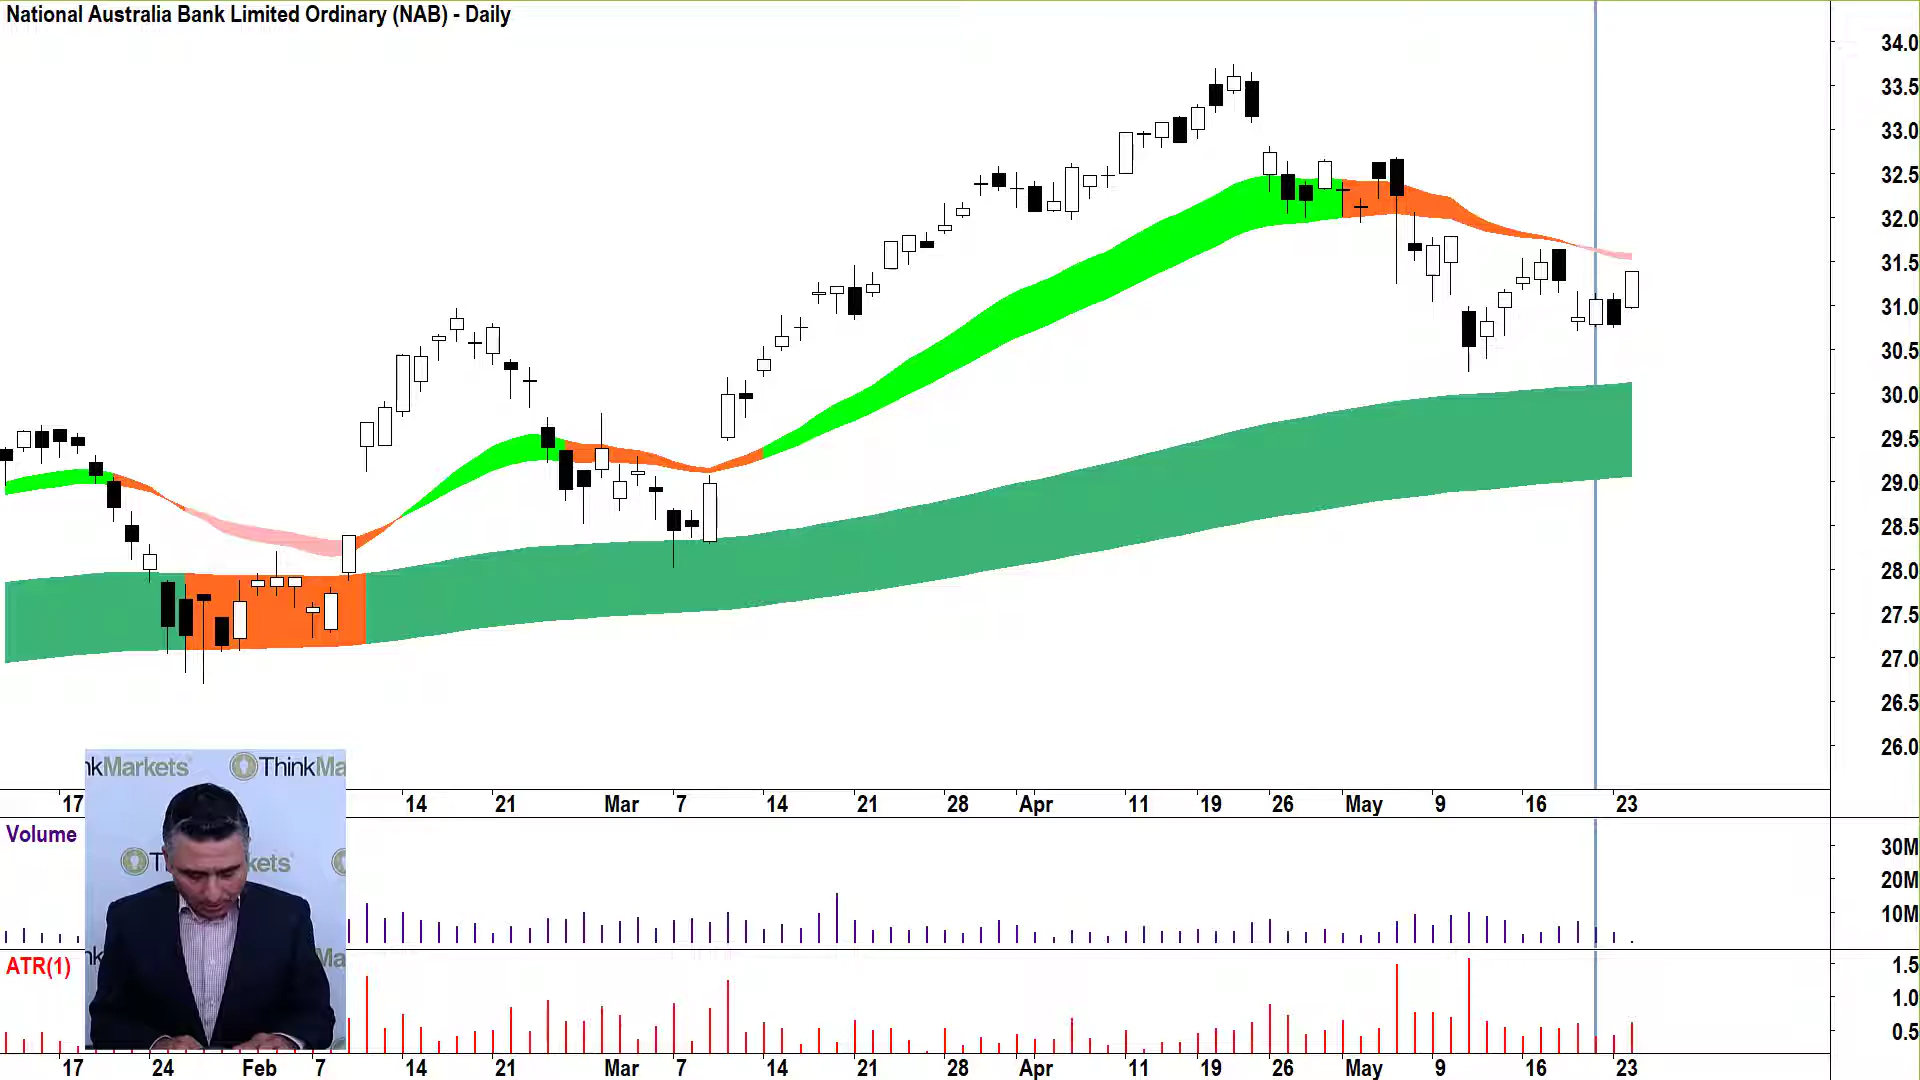 National Australia Bank Limited Ordinary (NAB) - Daily
34.0
33.5
33.0
32.5
32.0
31.5
31.0
30.5
30.0
29.5
29.0
28.5
28.0
27.5
27.0
26.5
26.0
17 14 21 Mar 7 14 21 28 Apr 11 19 26 May 9 16 23
Volume
30M
20M
10M
ATR(1)
1.5
1.0
0.5
17 24 Feb 7 14 21 Mar 7 14 21 28 Apr 11 19 26 May 9 16 23
nkMarkets ThinkMa
T kets
nk Ma